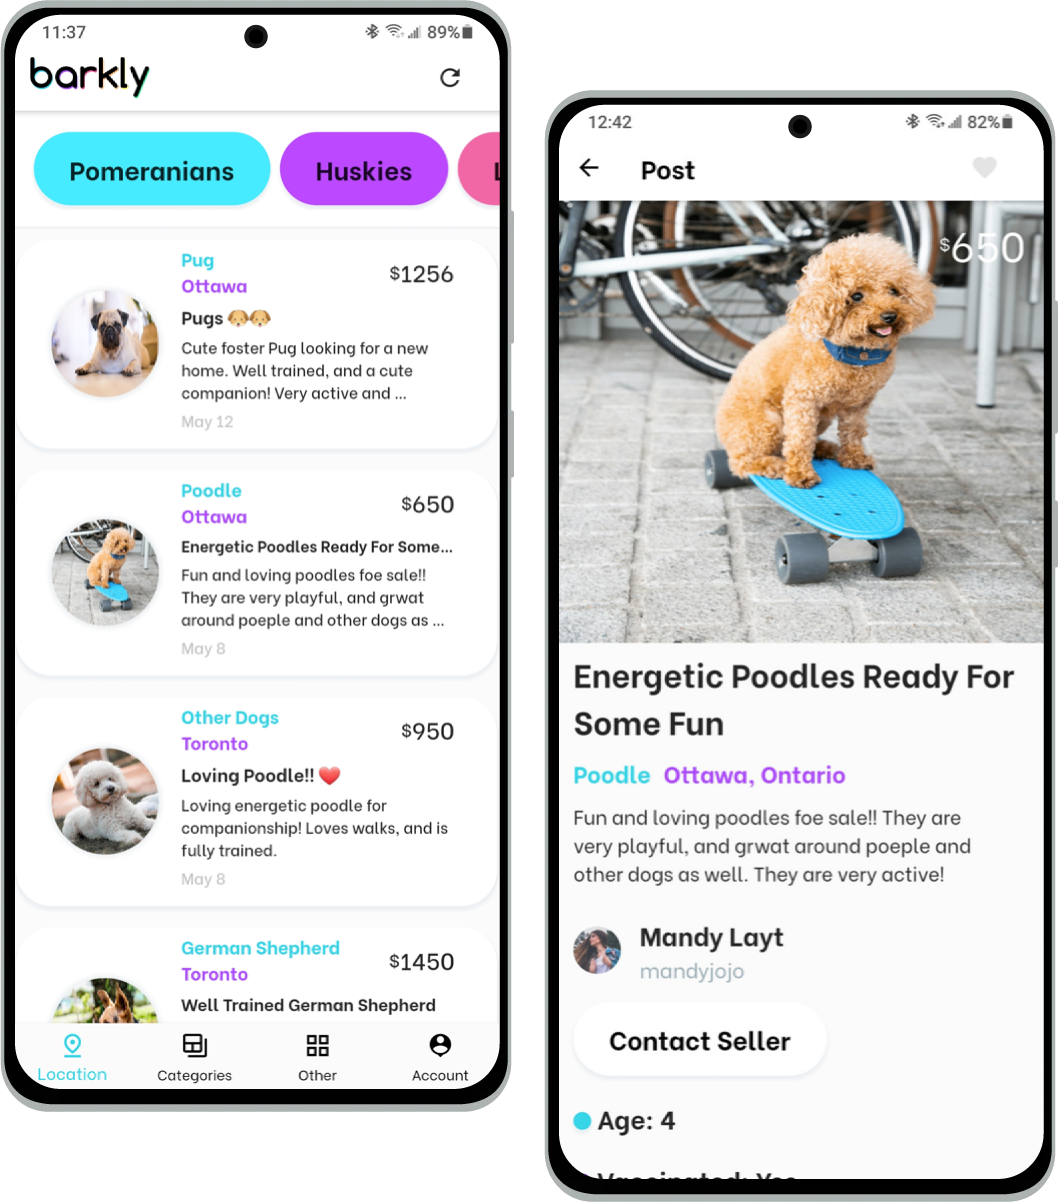 11:37
89%
barkly
Pomeranians
Huskies
Pug
$1256
Ottawa
Pugs 🐶🐶
Cute foster Pug looking for a new
home. Well trained, and a cute
companion! Very active and ...
May 12
Poodle
$650
Ottawa
Energetic Poodles Ready For Some...
Fun and loving poodles foe sale!!
They are very playful, and grwat
around poeple and other dogs as ...
May 8
Other Dogs
$950
Toronto
Loving Poodle!! ❤️
Loving energetic poodle for
companionship! Loves walks, and is
fully trained.
May 8
German Shepherd
$1450
Toronto
Well Trained German Shepherd
Location
Categories
Other
Account
12:42
82%
Post
$650
Energetic Poodles Ready For
Some Fun
Poodle Ottawa, Ontario
Fun and loving poodles foe sale!! They are
very playful, and grwat around poeple and
other dogs as well. They are very active!
Mandy Layt
mandyjojo
Contact Seller
Age: 4
Vaccinated: Yes